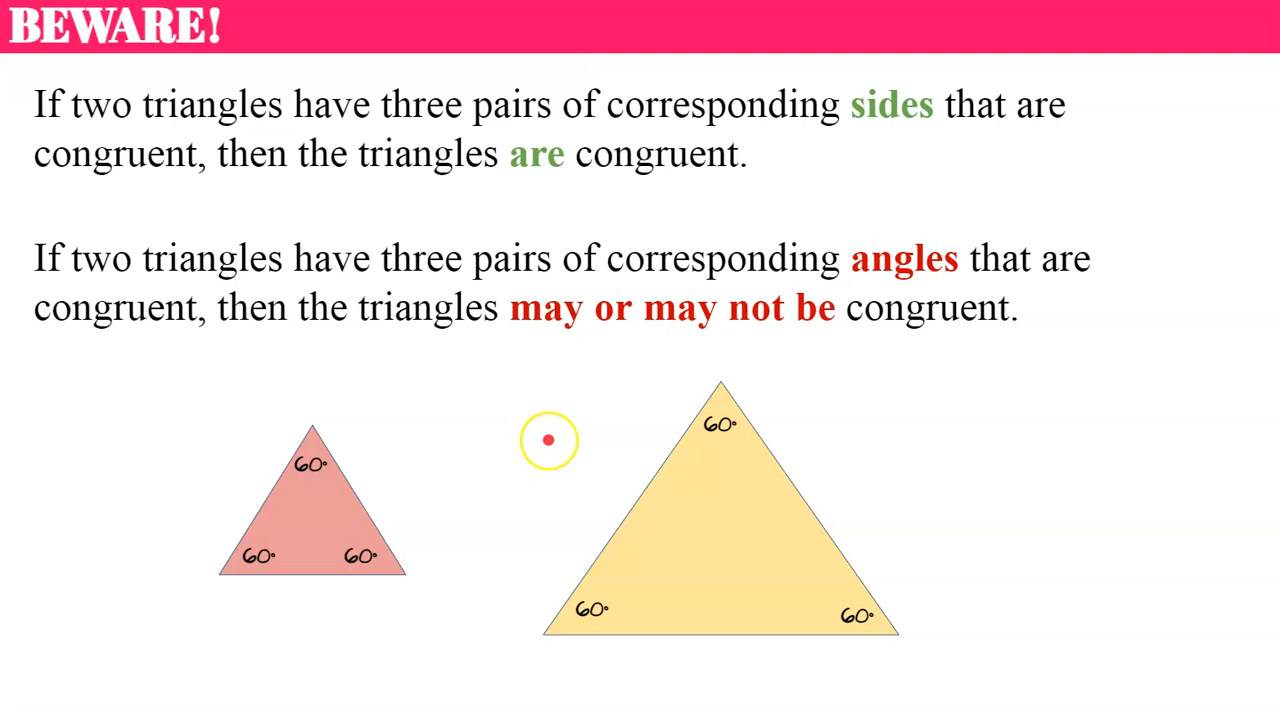 BEWARE!
If two triangles have three pairs of corresponding sides that are
congruent, then the triangles are congruent.
If two triangles have three pairs of corresponding angles that are
congruent, then the triangles may or may not be congruent.
60°
60°
60° 60°
60°
60°